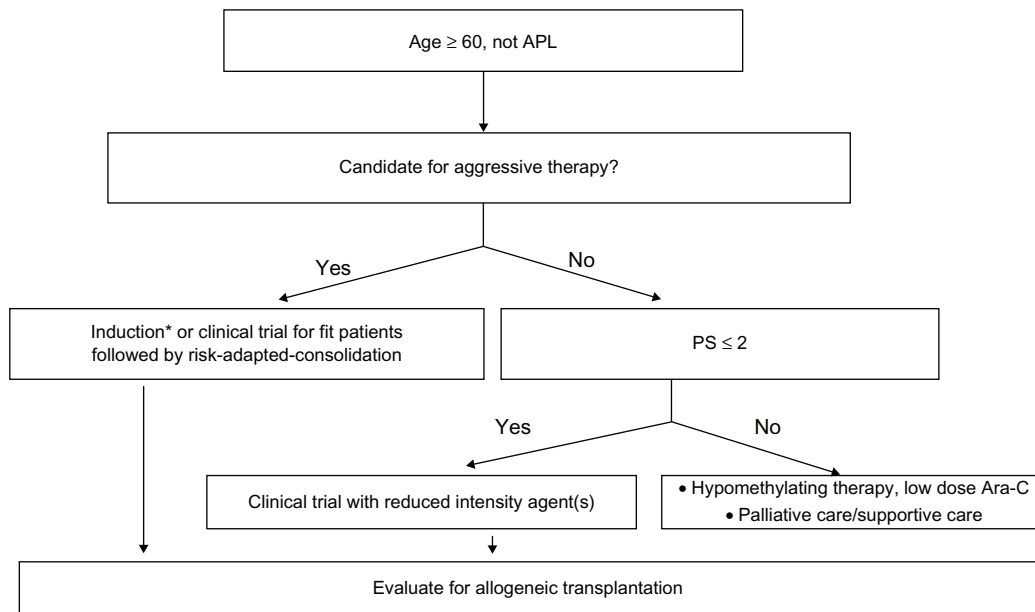 Age ≥ 60, not APL
Candidate for aggressive therapy?
Yes
No
Induction* or clinical trial for fit patients
followed by risk-adapted-consolidation
PS ≤ 2
Yes
No
Clinical trial with reduced intensity agent(s)
• Hypomethylating therapy, low dose Ara-C
• Palliative care/supportive care
Evaluate for allogeneic transplantation